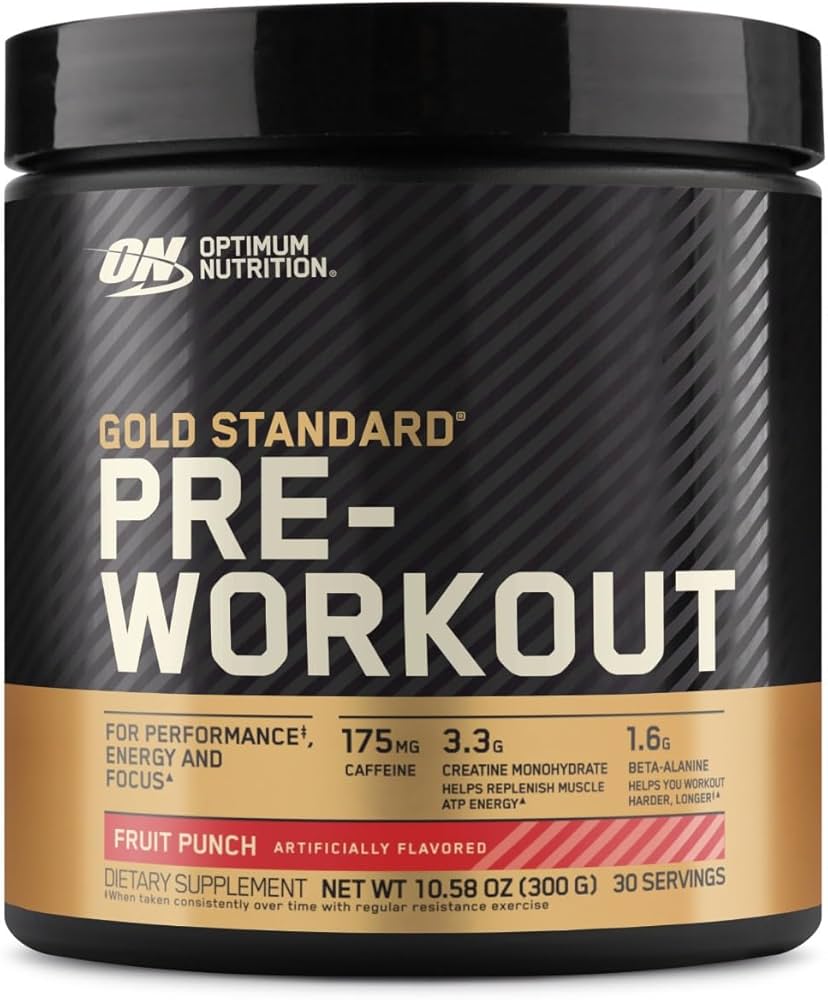 ON OPTIMUM
NUTRITION®
GOLD STANDARD®
PRE-
WORKOUT
FOR PERFORMANCE‡,
ENERGY AND
FOCUS▲
175MG
CAFFEINE
3.3G
CREATINE MONOHYDRATE
HELPS REPLENISH MUSCLE
ATP ENERGY▲
1.6G
BETA-ALANINE
HELPS YOU WORKOUT
HARDER, LONGER‡▲
FRUIT PUNCH ARTIFICIALLY FLAVORED
DIETARY SUPPLEMENT NET WT 10.58 OZ (300 G) 30 SERVINGS
‡When taken consistently over time with regular resistance exercise